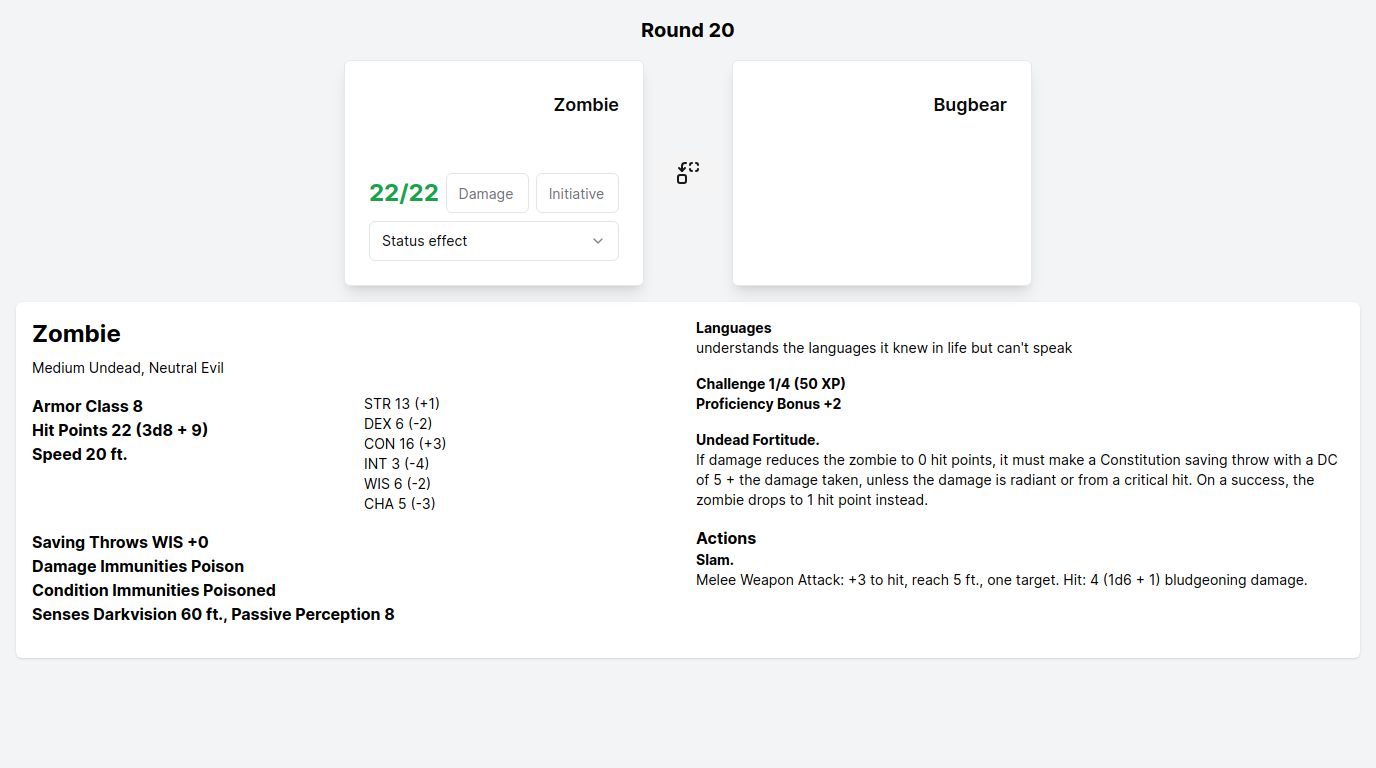 Round 20
Zombie
22/22 Damage Initiative
Status effect
Bugbear
Zombie
Medium Undead, Neutral Evil
Armor Class 8
Hit Points 22 (3d8 + 9)
Speed 20 ft.
STR 13 (+1)
DEX 6 (-2)
CON 16 (+3)
INT 3 (-4)
WIS 6 (-2)
CHA 5 (-3)
Saving Throws WIS +0
Damage Immunities Poison
Condition Immunities Poisoned
Senses Darkvision 60 ft., Passive Perception 8
Languages
understands the languages it knew in life but can't speak
Challenge 1/4 (50 XP)
Proficiency Bonus +2
Undead Fortitude.
If damage reduces the zombie to 0 hit points, it must make a Constitution saving throw with a DC
of 5 + the damage taken, unless the damage is radiant or from a critical hit. On a success, the
zombie drops to 1 hit point instead.
Actions
Slam.
Melee Weapon Attack: +3 to hit, reach 5 ft., one target. Hit: 4 (1d6 + 1) bludgeoning damage.